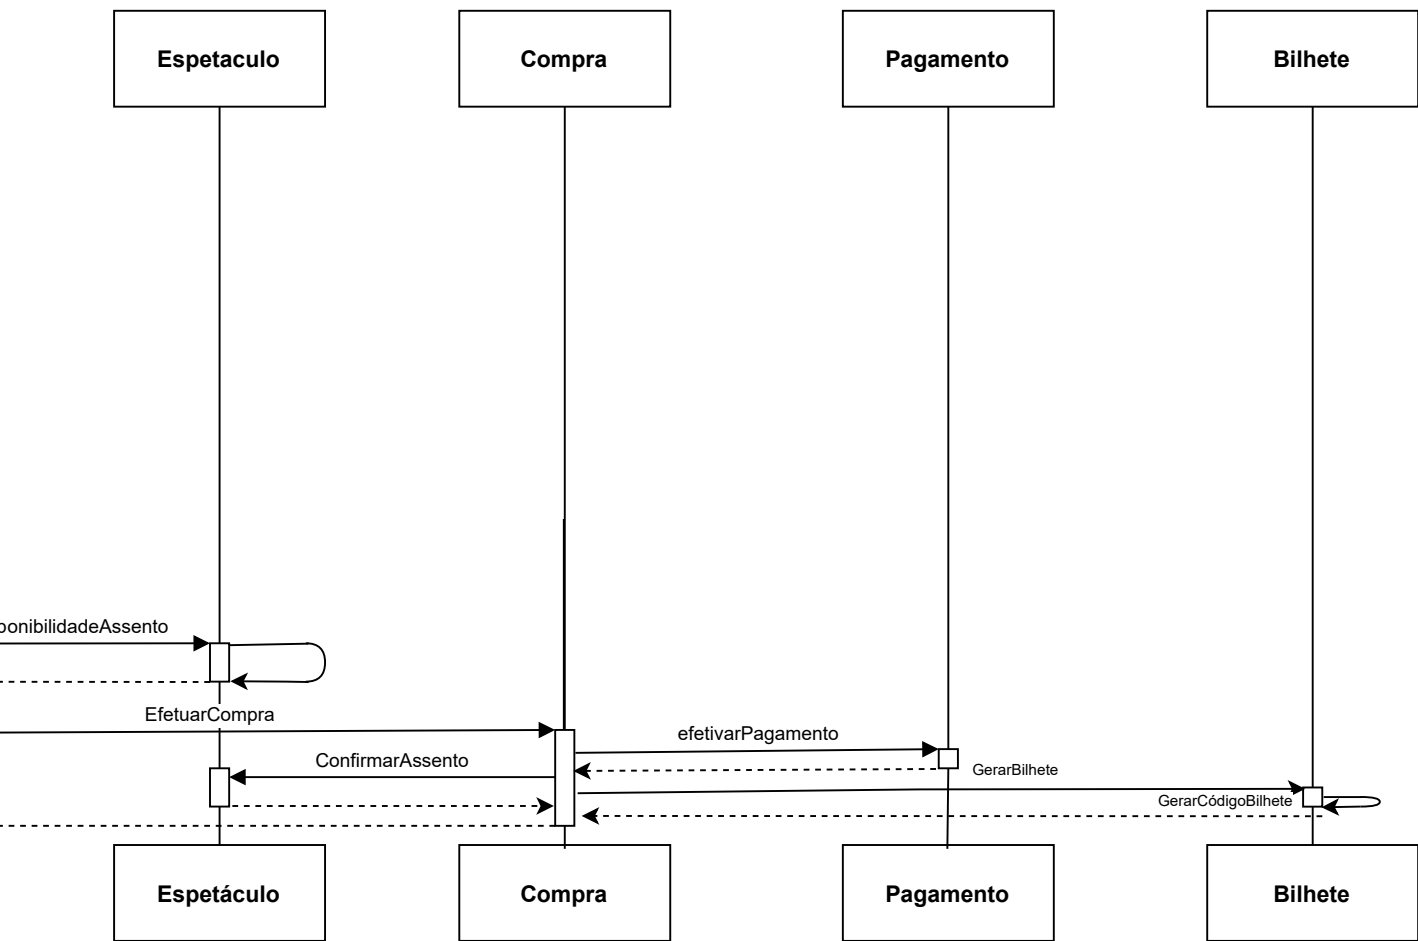 Espetaculo
Compra
Pagamento
Bilhete
ponibilidadeAssento
EfetuarCompra
efetivarPagamento
ConfirmarAssento
GerarBilhete
GerarCódigoBilhete
Espetáculo
Compra
Pagamento
Bilhete